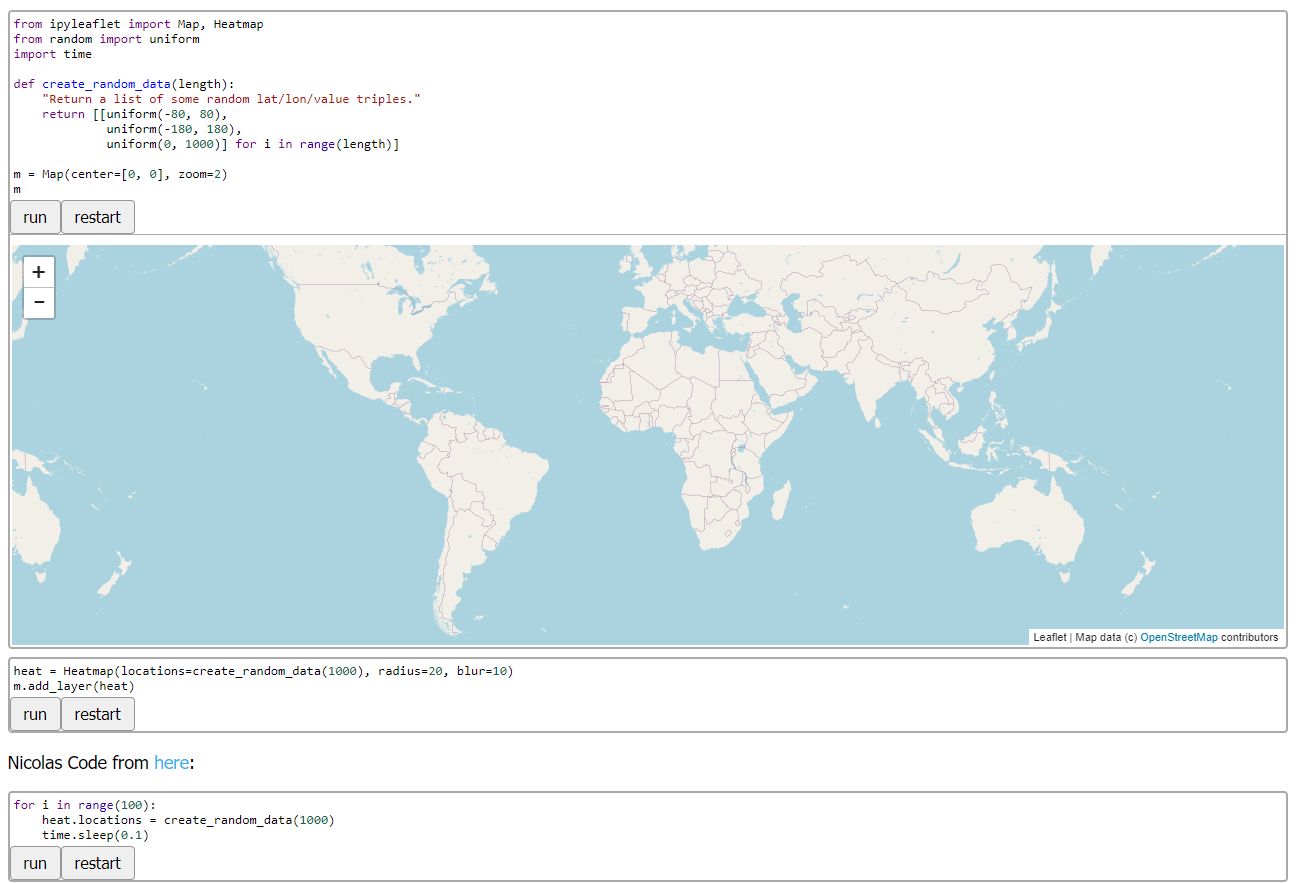 from ipyleaflet import Map, Heatmap
from random import uniform
import time
def create_random_data(length):
    "Return a list of some random lat/lon/value triples."
    return [[uniform(-80, 80),
             uniform(-180, 180),
             uniform(0, 1000)] for i in range(length)]
m = Map(center=[0, 0], zoom=2)
m
run restart
+
−
Leaflet | Map data (c) OpenStreetMap contributors
heat = Heatmap(locations=create_random_data(1000), radius=20, blur=10)
m.add_layer(heat)
run restart
Nicolas Code from here:
for i in range(100):
    heat.locations = create_random_data(1000)
    time.sleep(0.1)
run restart